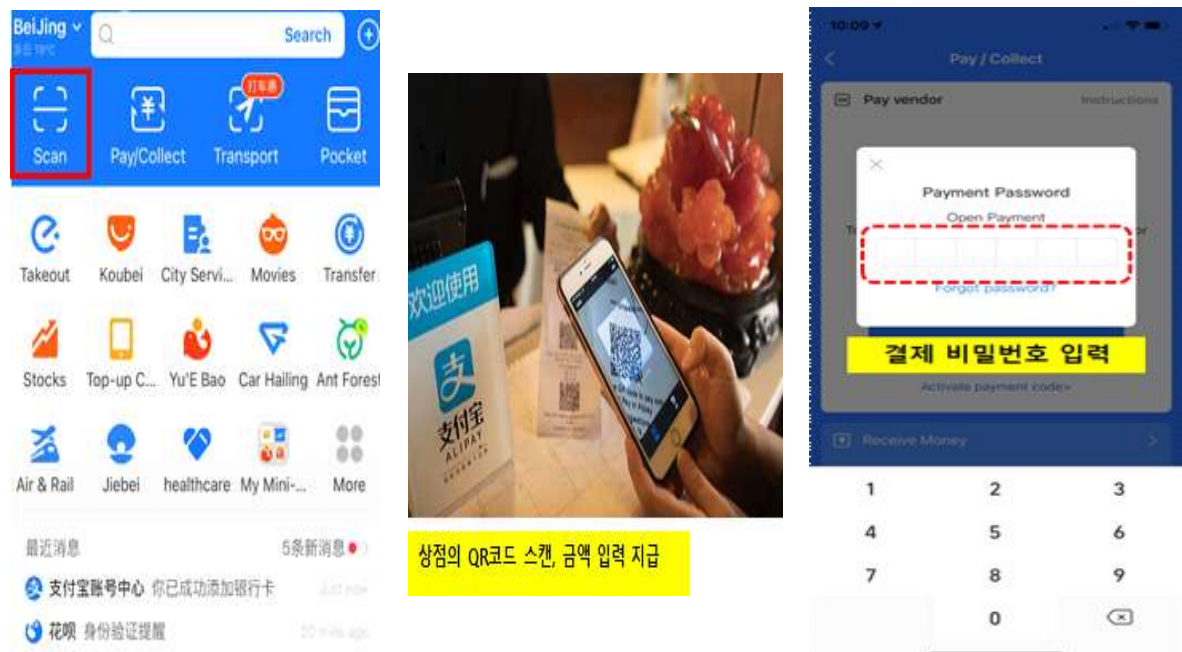 BeiJing
Search
打车惠
Scan
Pay/Collect
Transport
Pocket
Takeout
Koubei
City Servi...
Movies
Transfer
Stocks
Top-up C...
Yu'E Bao
Car Hailing
Ant Forest
Air & Rail
Jiebei
healthcare
My Mini-...
More
最近消息
5条新消息
支付宝账号中心 你已成功添加银行卡
Just now
花呗 身份验证提醒
20 mins ago
欢迎使用
支
支付宝
ALIPAY
상점의 QR코드 스캔, 금액 입력 지급
10:09
Pay / Collect
Pay vendor
Instructions
Payment Password
Open Payment
Forgot password?
결제 비밀번호 입력
Activate payment code>
Receive Money
1
2
3
4
5
6
7
8
9
0